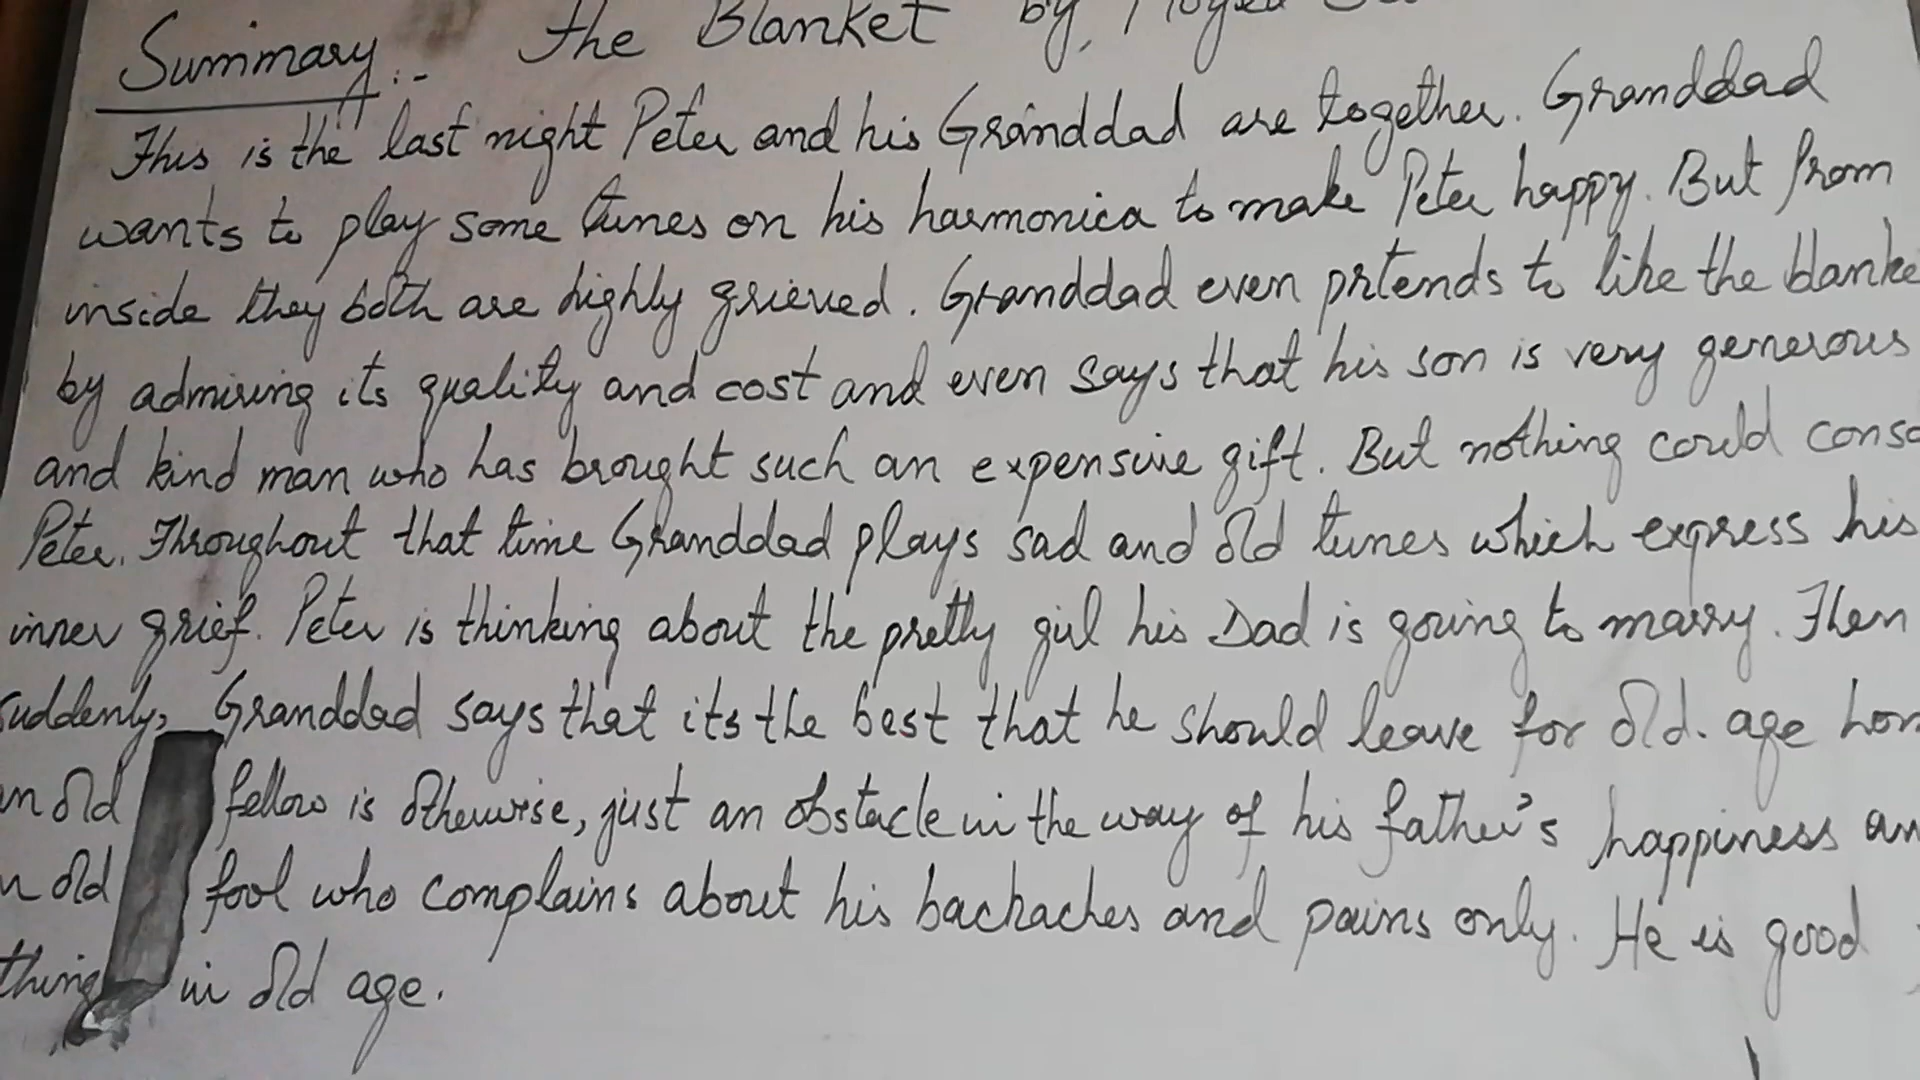 Summary:- The Blanket by,
This is the last night Peter and his Granddad are together. Granddad
wants to play some tunes on his harmonica to make Peter happy. But from
inside they both are highly grieved. Granddad even prtends to like the blanke
by admiring its quality and cost and even says that his son is very generous
and kind man who has brought such an expensive gift. But nothing could conso
Peter. Throughout that time Granddad plays sad and old tunes which express his
inner grief. Peter is thinking about the pretty girl his Dad is going to marry. Then
suddenly, Granddad says that its the best that he should leave for old. age hom
an old fellow is otherwise, just an obstacle in the way of his father's happiness an
old fool who complains about his backaches and pains only. He is good
thing in old age.